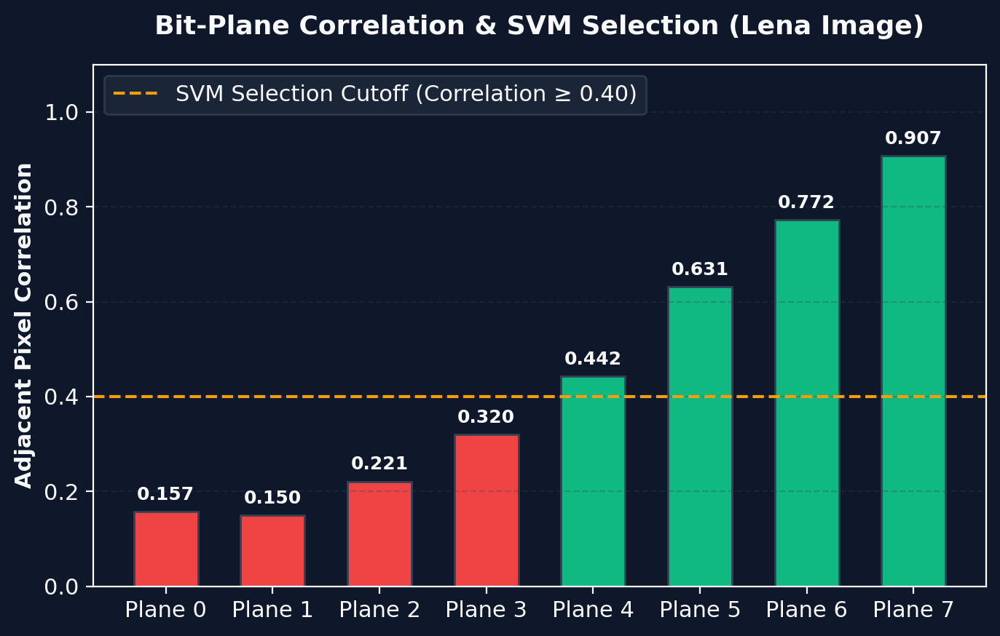 Bit-Plane Correlation & SVM Selection (Lena Image)
SVM Selection Cutoff (Correlation ≥ 0.40)
Adjacent Pixel Correlation
1.0
0.8
0.6
0.4
0.2
0.0
0.157
0.150
0.221
0.320
0.442
0.631
0.772
0.907
Plane 0
Plane 1
Plane 2
Plane 3
Plane 4
Plane 5
Plane 6
Plane 7